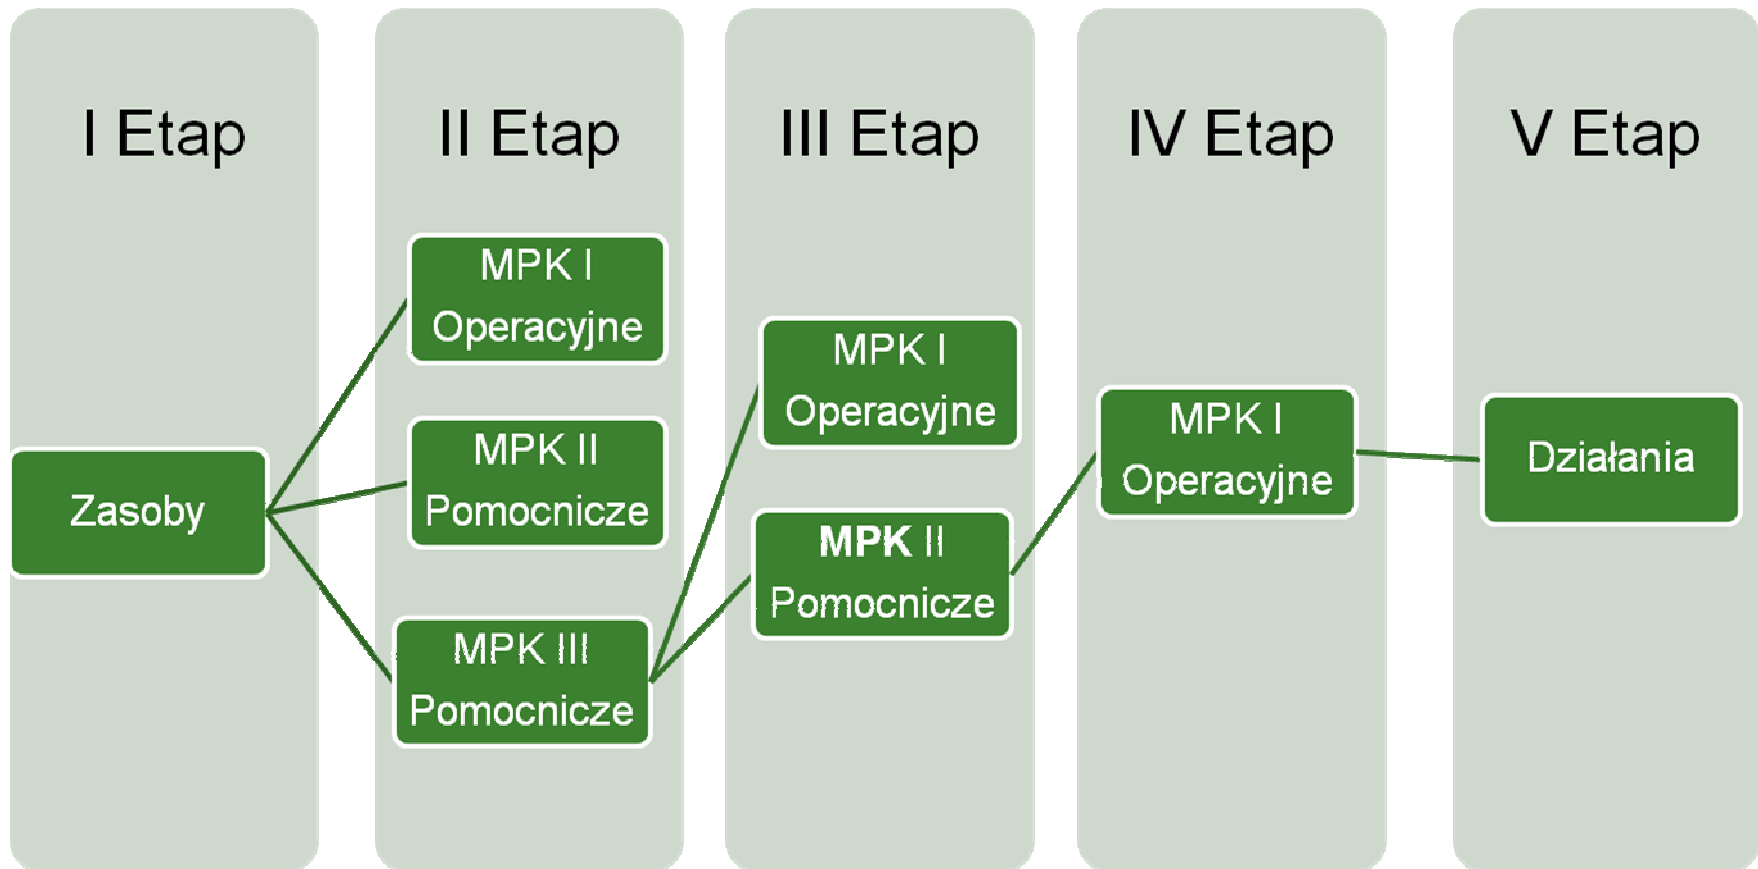 I Etap
II Etap
III Etap
IV Etap
V Etap
Zasoby
MPK I
Operacyjne
MPK II
Pomocnicze
MPK III
Pomocnicze
MPK I
Operacyjne
MPK II
Pomocnicze
MPK I
Operacyjne
Działania